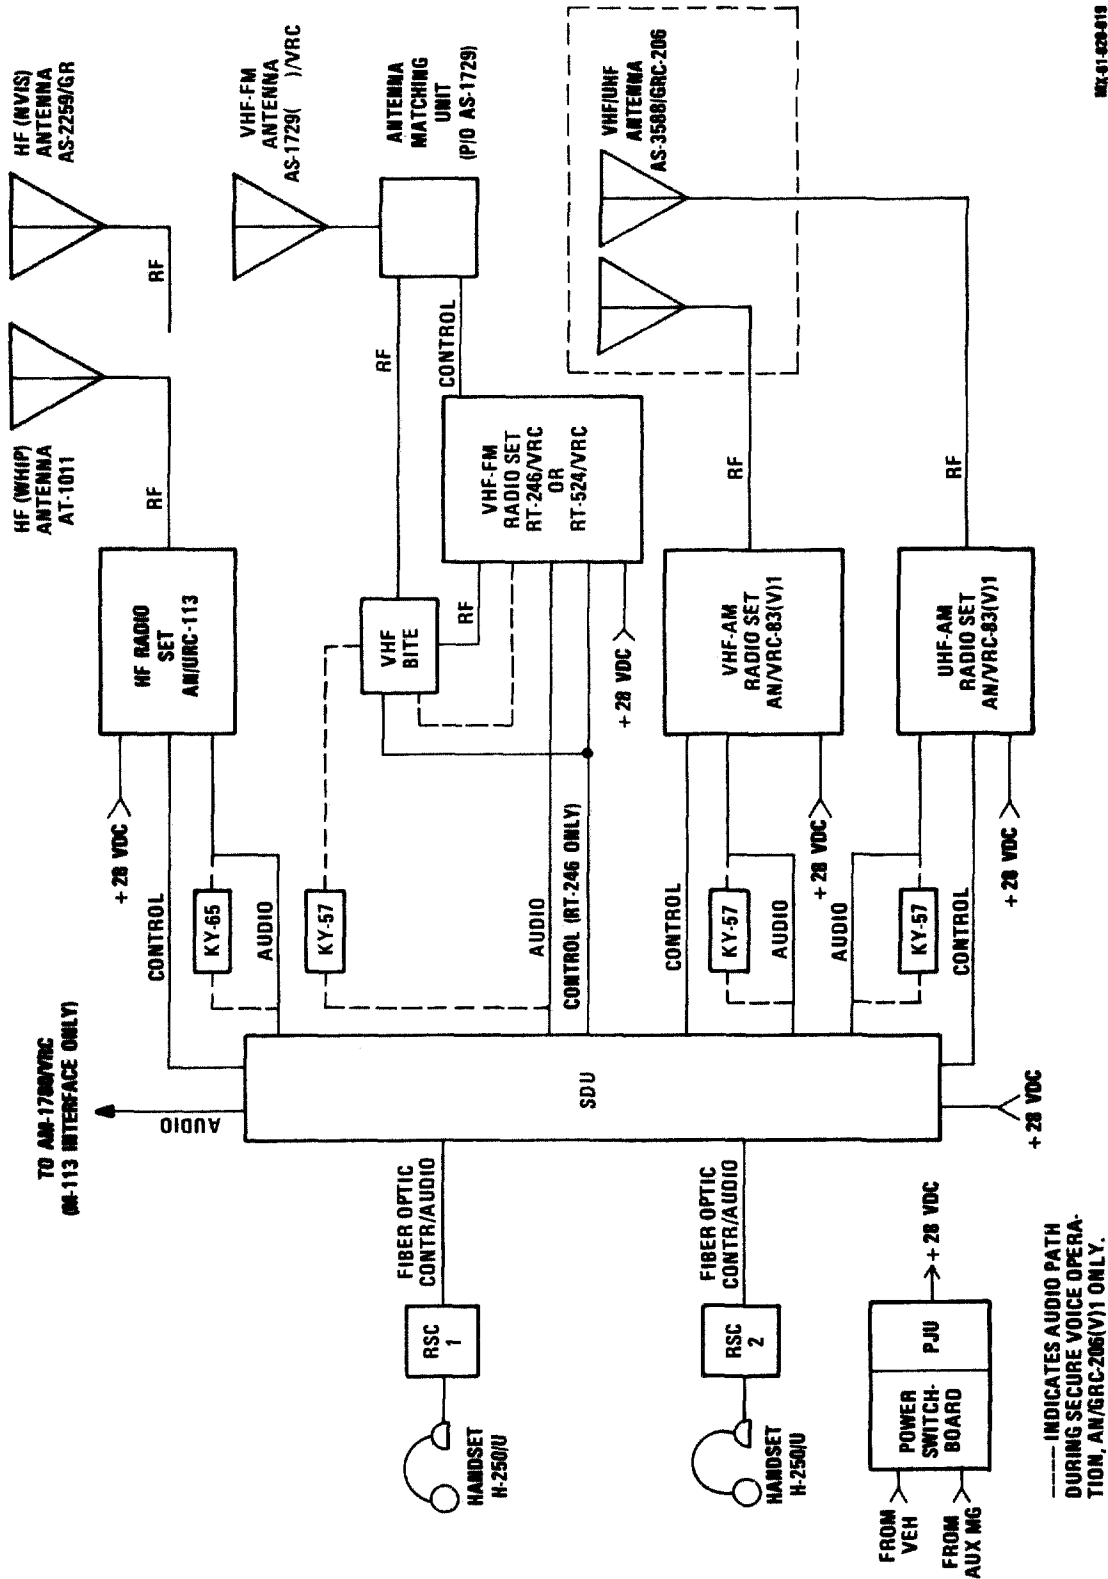 HF (NVIS)
ANTENNA
AS-2259/GR
HF (WHIP)
ANTENNA
AT-1011
VHF-FM
ANTENNA
AS-1729( )/VRC
ANTENNA
MATCHING
UNIT
(P/O AS-1729)
VHF/UHF
ANTENNA
AS-3588/GRC-206
RF
RF
RF
CONTROL
RF
RF
HF RADIO
SET
AN/URC-113
VHF
BITE
RF
VHF-FM
RADIO SET
RT-246/VRC
OR
RT-524/VRC
VHF-AM
RADIO SET
AN/VRC-83(V)1
UHF-AM
RADIO SET
AN/VRC-83(V)1
+ 28 VDC
+ 28 VDC
+ 28 VDC
+ 28 VDC
CONTROL
KY-65
AUDIO
KY-57
AUDIO
CONTROL (RT-246 ONLY)
CONTROL
KY-57
AUDIO
AUDIO
KY-57
CONTROL
TO AM-1780/VRC
(M-113 INTERFACE ONLY)
AUDIO
SDU
+ 28 VDC
FIBER OPTIC
CONTR/AUDIO
FIBER OPTIC
CONTR/AUDIO
RSC
1
RSC
2
HANDSET
H-250/U
HANDSET
H-250/U
POWER
SWITCH-
BOARD
PJU
+ 28 VDC
FROM
VEH
FROM
AUX MG
---- INDICATES AUDIO PATH
DURING SECURE VOICE OPERA-
TION, AN/GRC-206(V)1 ONLY.
MX-61-020-019